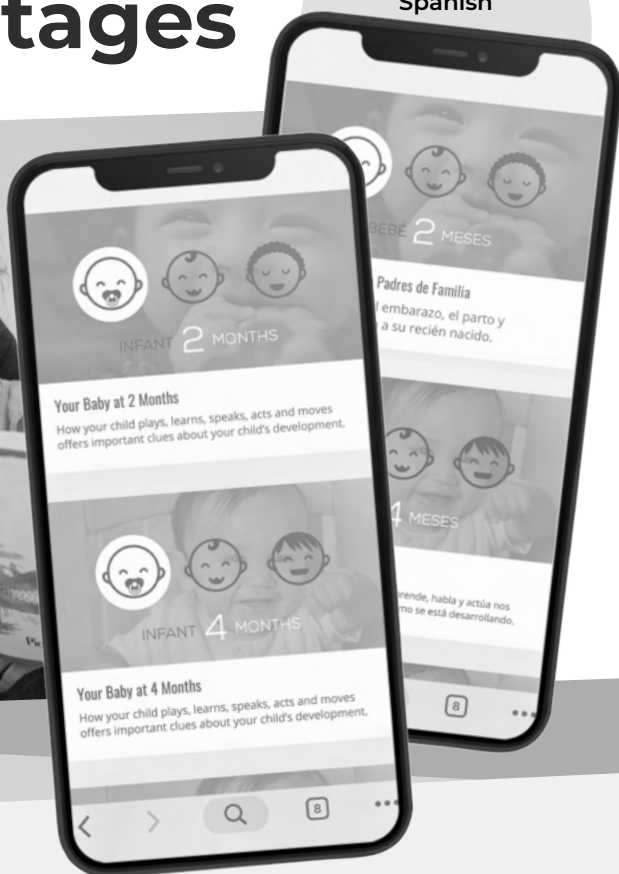 tages
Spanish
INFANT 2 MONTHS
Your Baby at 2 Months
How your child plays, learns, speaks, acts and moves
offers important clues about your child's development.
INFANT 4 MONTHS
Your Baby at 4 Months
How your child plays, learns, speaks, acts and moves
offers important clues about your child's development.
8
BEBÉ 2 MESES
Padres de Familia
l embarazo, el parto y
a su recién nacido.
4 MESES
rende, habla y actúa nos
mo se está desarrollando.
8